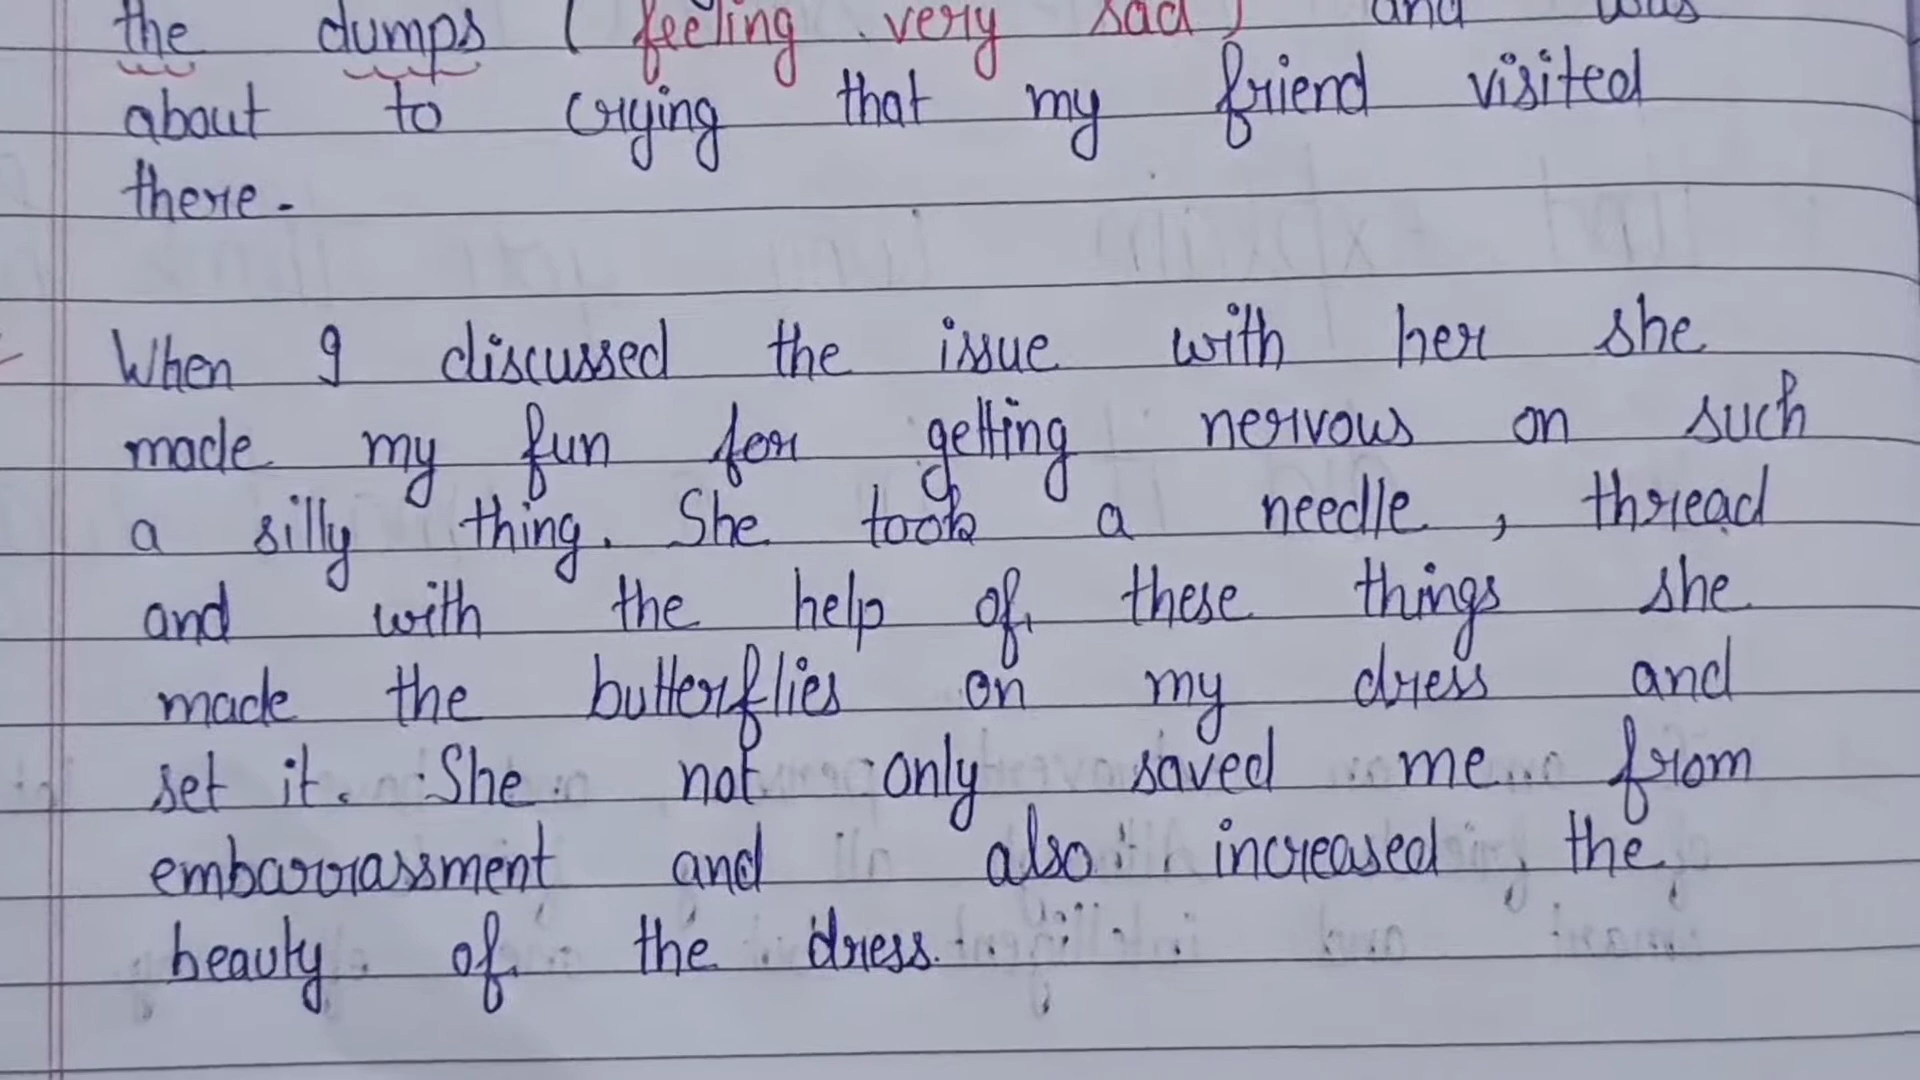 the dumps ( feeling very sad ) and was
about to crying that my friend visited
there.
When I discussed the issue with her she
made my fun for getting nervous on such
a silly thing. She took a needle, thread
and with the help of these things she
made the butterflies on my dress and
set it. She not only saved me from
embarrassment and also increased the
beauty of the dress.